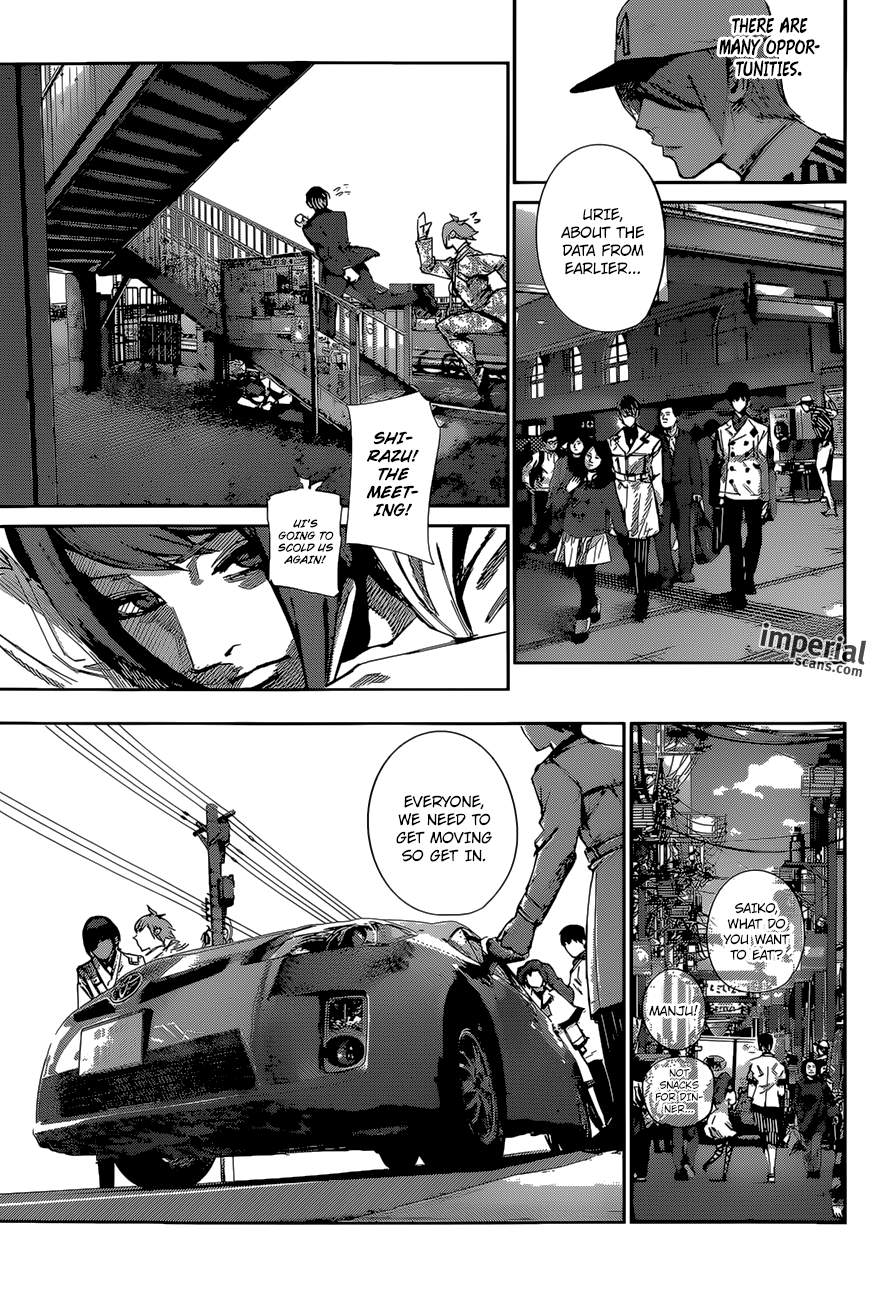 THERE ARE
MANY OPPOR-
TUNITIES.
URIE,
ABOUT THE
DATA FROM
EARLIER...
SHI-
RAZU!
THE
MEET-
ING!
UI'S
GOING TO
SCOLD US
AGAIN!
imperial
scans.com
SAIKO,
WHAT DO
YOU WANT
TO EAT?
MANJU!
NOT
SNACKS
FOR DIN-
NER...
EVERYONE,
WE NEED TO
GET MOVING
SO GET IN.